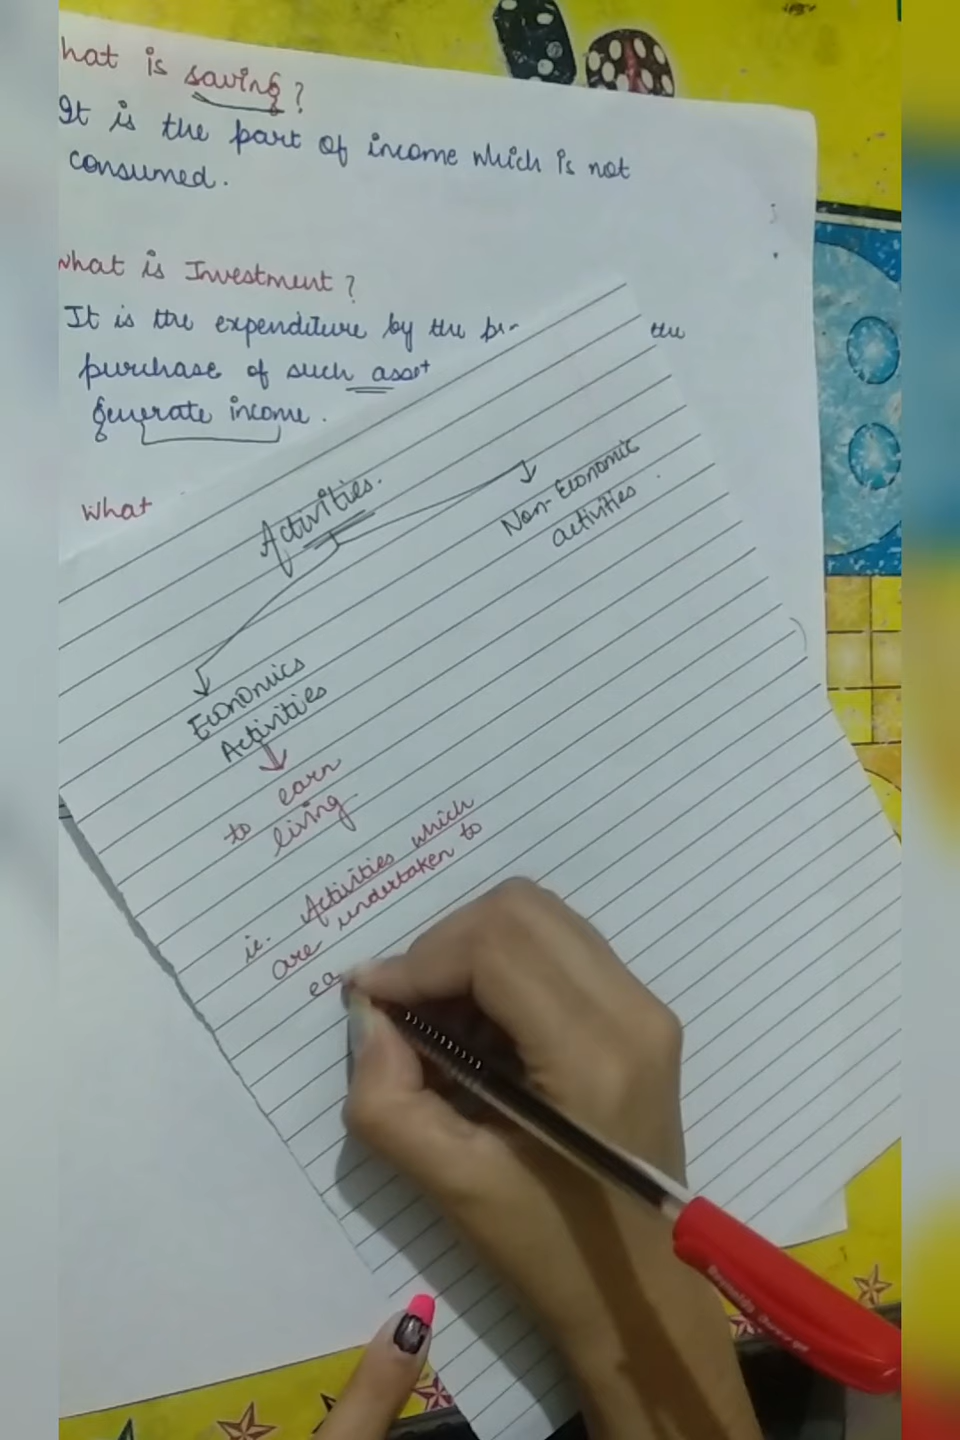 hat is saving?
It is the part of income which is not
consumed.
What is Investment?
It is the expenditure by the the
purchase of such asset
generate income.
What
Activities.
Non-Economic
activities.
Economics
Activities
to earn
living
ie. Activities which
are undertaken to
ea
Reynolds